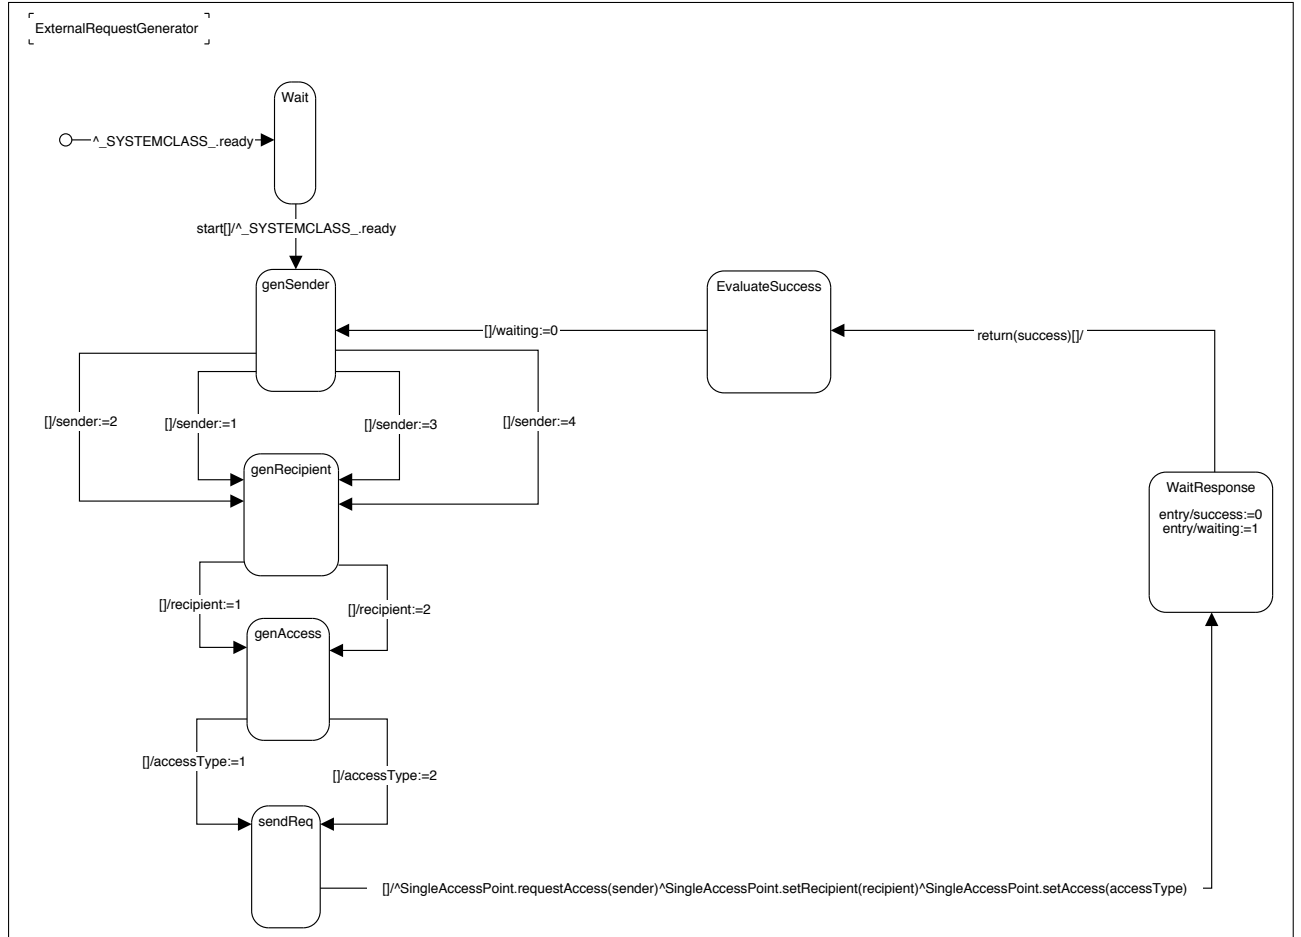 ExternalRequestGenerator
Wait
^_SYSTEMCLASS_.ready
start[]/^_SYSTEMCLASS_.ready
genSender
EvaluateSuccess
[]/waiting:=0
return(success)[]/
[]/sender:=2
[]/sender:=1
[]/sender:=3
[]/sender:=4
genRecipient
WaitResponse
entry/success:=0
entry/waiting:=1
[]/recipient:=1
[]/recipient:=2
genAccess
[]/accessType:=1
[]/accessType:=2
sendReq
[]/^SingleAccessPoint.requestAccess(sender)^SingleAccessPoint.setRecipient(recipient)^SingleAccessPoint.setAccess(accessType)